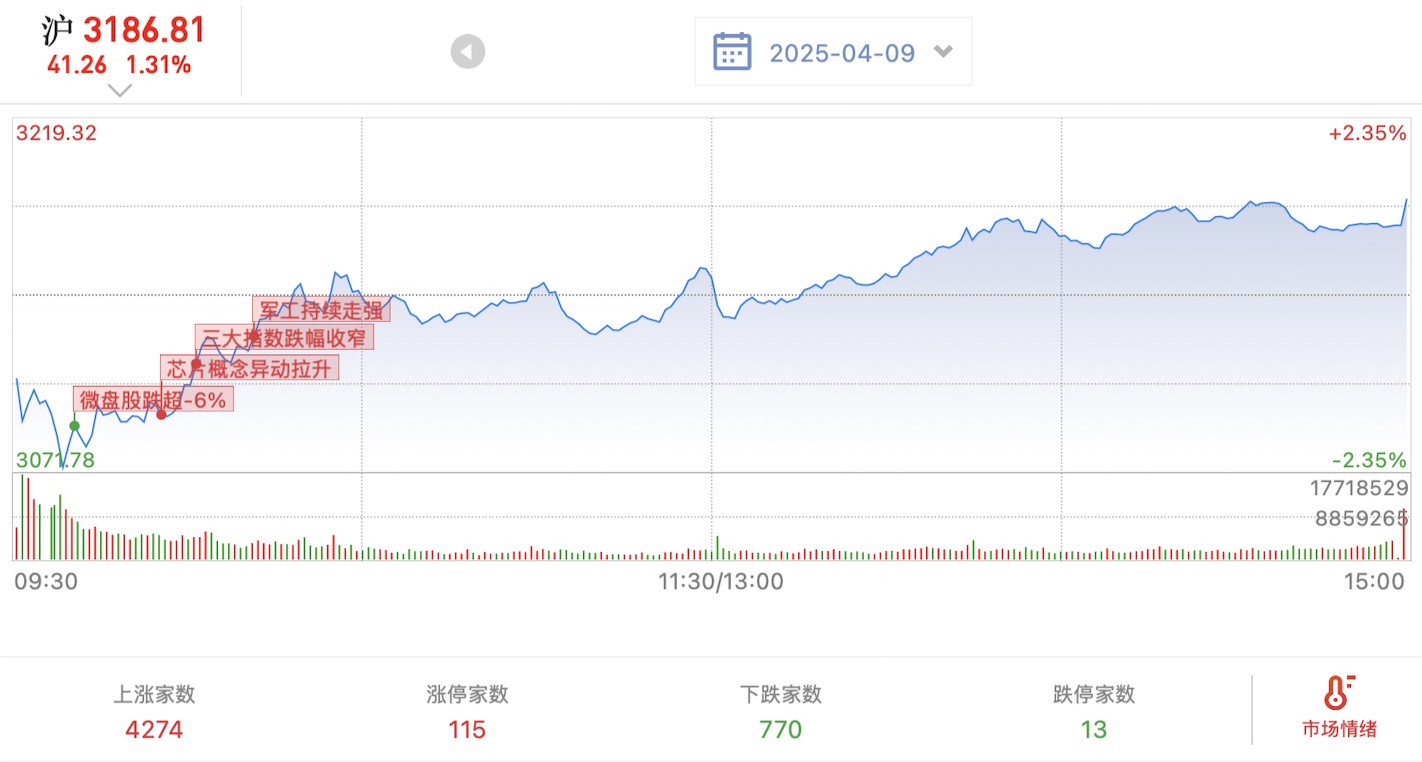 沪 3186.81
41.26 1.31%
2025-04-09
3219.32
+2.35%
军工持续走强
三大指数跌幅收窄
芯片概念异动拉升
微盘股跌超-6%
3071.78
-2.35%
17718529
8859265
09:30
11:30/13:00
15:00
上涨家数
4274
涨停家数
115
下跌家数
770
跌停家数
13
市场情绪